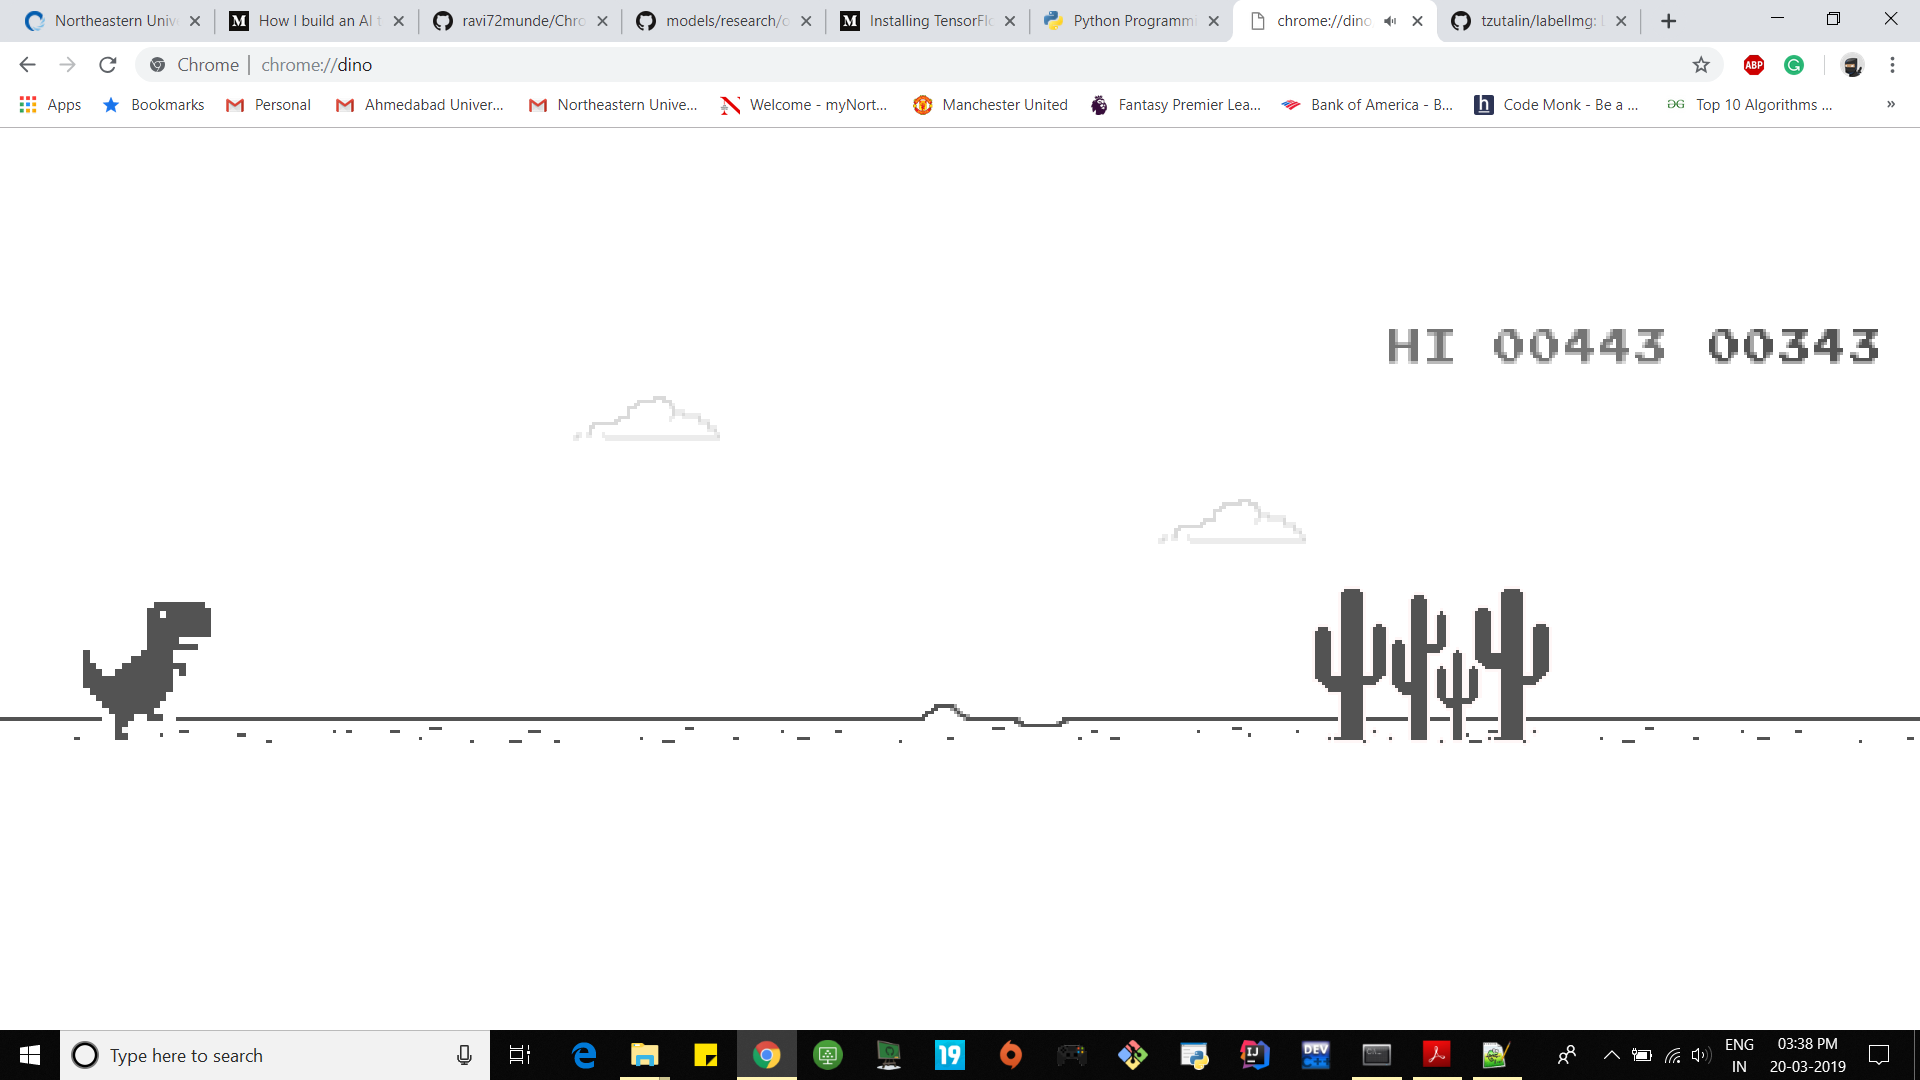 Northeastern Univ
How I build an AI t
ravi72munde/Chro
models/research/o
Installing TensorFlo
Python Programmi
chrome://dino
tzutalin/labelImg:
Chrome | chrome://dino
ABP
G
Apps
Bookmarks
Personal
Ahmedabad Univer...
Northeastern Unive...
Welcome - myNort...
Manchester United
Fantasy Premier Lea...
Bank of America - B...
Code Monk - Be a ...
Top 10 Algorithms ...
»
HI 00443 00343
Type here to search
19
IJ
DEV
ENG
IN
03:38 PM
20-03-2019